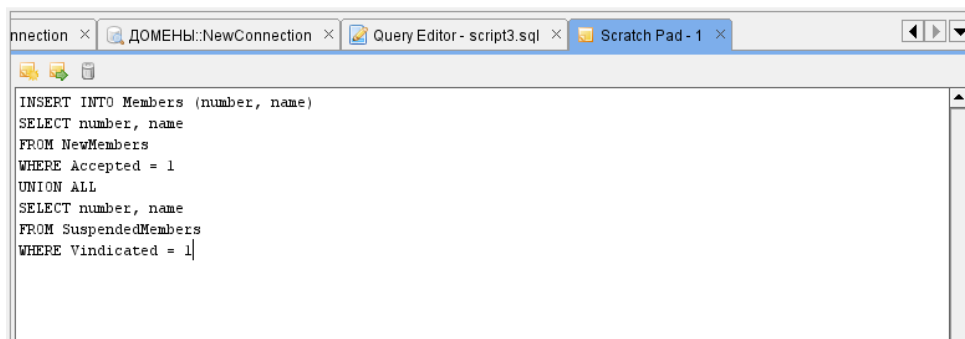 nnection
ДОМЕНЫ::NewConnection
Query Editor - script3.sql
Scratch Pad - 1
INSERT INTO Members (number, name)
SELECT number, name
FROM NewMembers
WHERE Accepted = 1
UNION ALL
SELECT number, name
FROM SuspendedMembers
WHERE Vindicated = 1